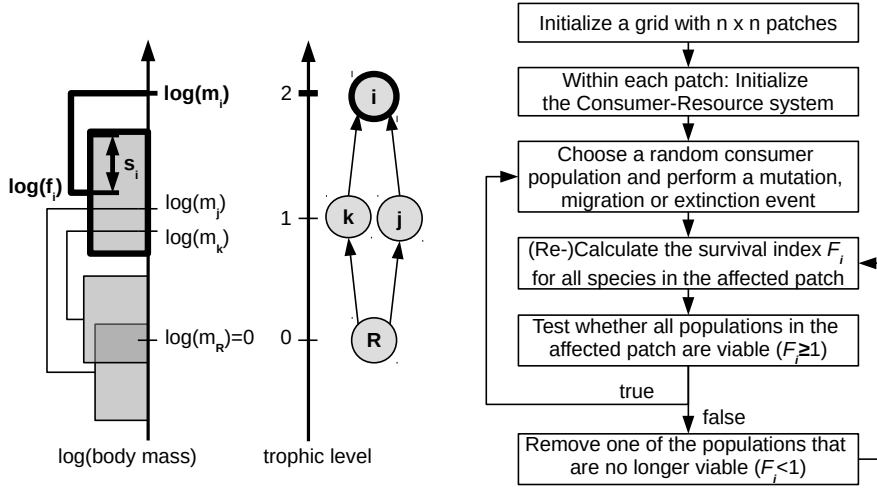 log(m_i)
s_i
log(f_i)
log(m_j)
log(m_k)
log(m_R)=0
log(body mass)
2
1
0
i
k
j
R
trophic level
Initialize a grid with n x n patches
Within each patch: Initialize
the Consumer-Resource system
Choose a random consumer
population and perform a mutation,
migration or extinction event
(Re-)Calculate the survival index F_i
for all species in the affected patch
Test whether all populations in the
affected patch are viable (F_i≥1)
true
false
Remove one of the populations that
are no longer viable (F_i<1)